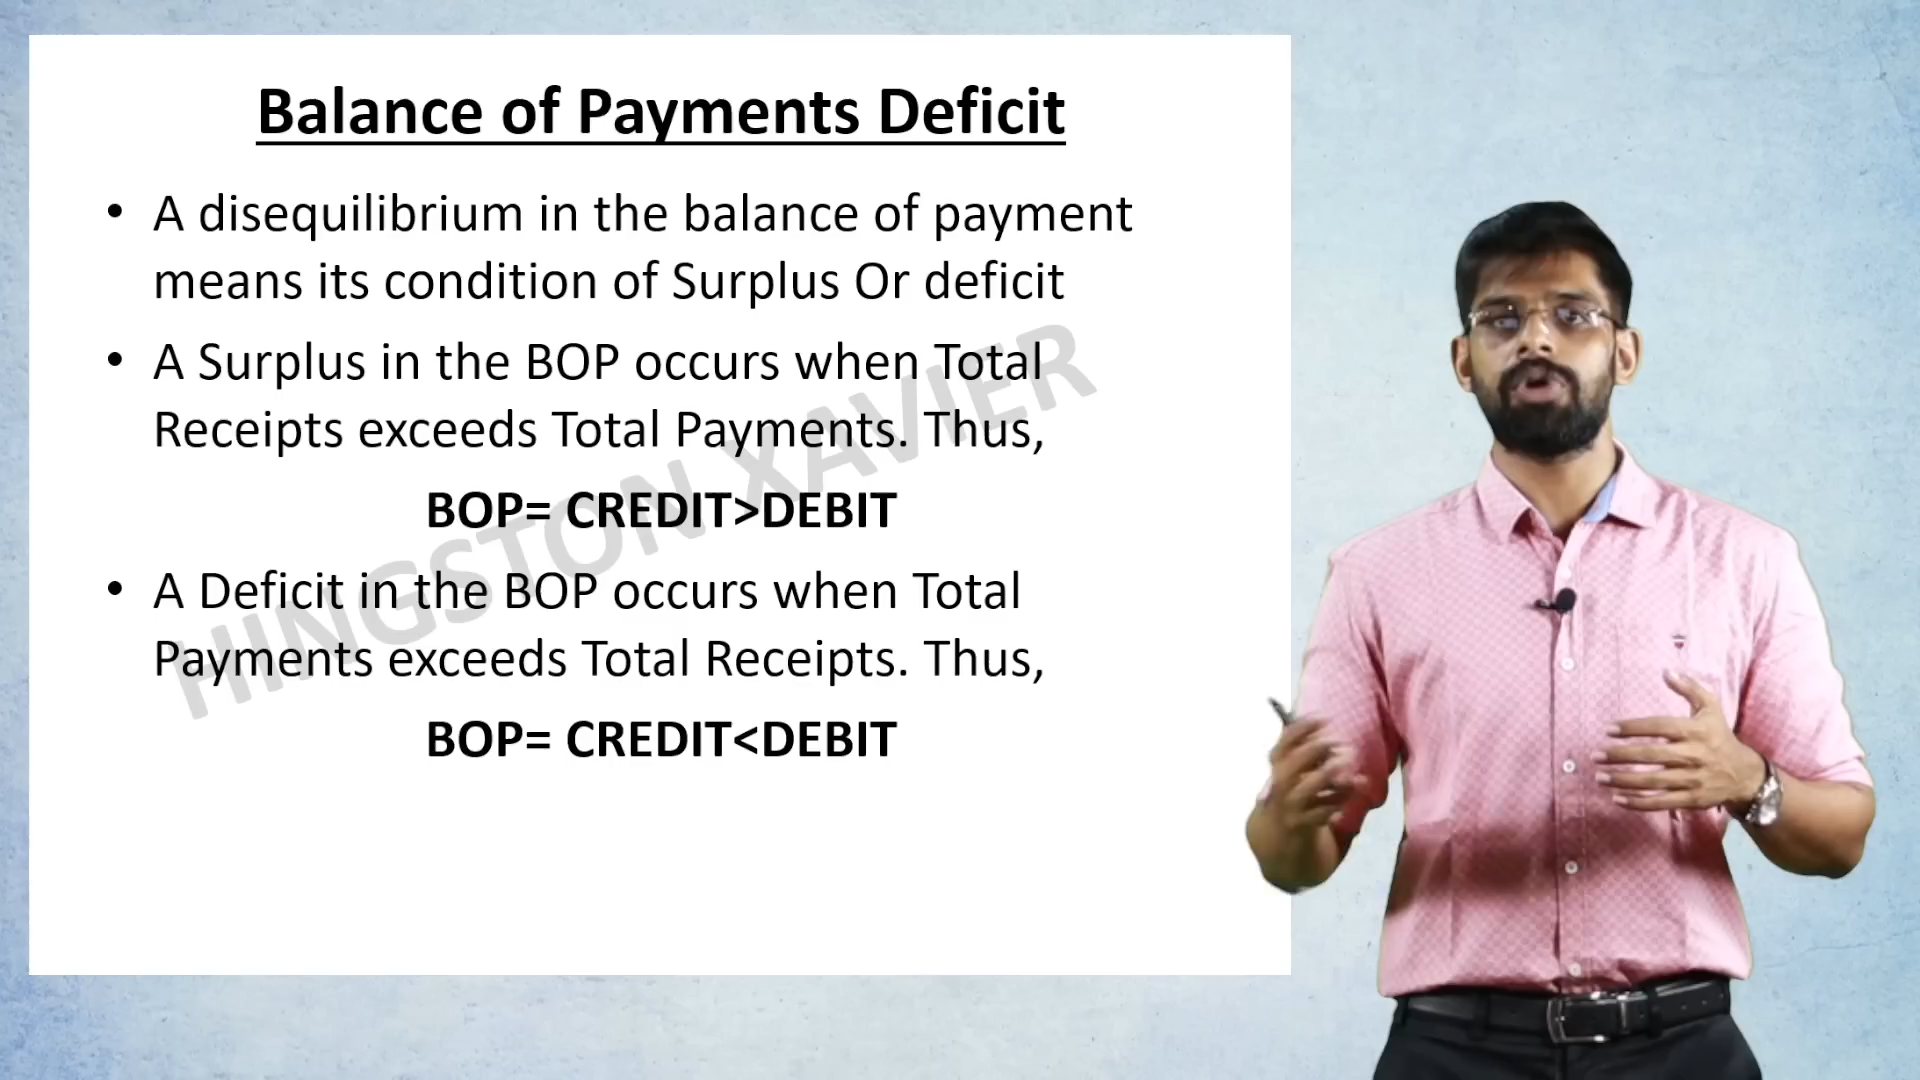 Balance of Payments Deficit
• A disequilibrium in the balance of payment
means its condition of Surplus Or deficit
• A Surplus in the BOP occurs when Total
Receipts exceeds Total Payments. Thus,
BOP= CREDIT>DEBIT
• A Deficit in the BOP occurs when Total
Payments exceeds Total Receipts. Thus,
BOP= CREDIT<DEBIT
HINGSTON XAVIER